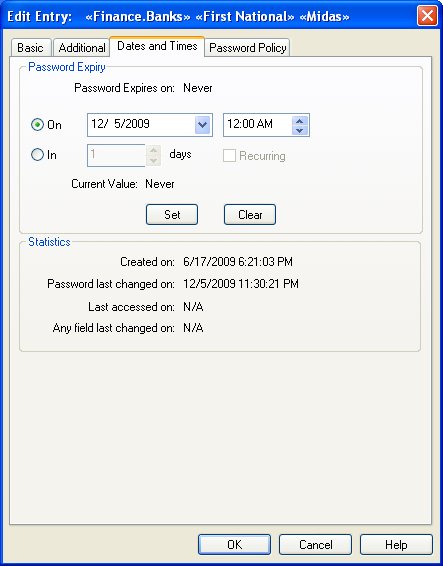 Edit Entry: «Finance.Banks» «First National» «Midas»
Basic Additional Dates and Times Password Policy
Password Expiry
Password Expires on: Never
On 12/ 5/2009 12:00 AM
In 1 days Recurring
Current Value: Never
Set Clear
Statistics
Created on: 6/17/2009 6:21:03 PM
Password last changed on: 12/5/2009 11:30:21 PM
Last accessed on: N/A
Any field last changed on: N/A
OK Cancel Help